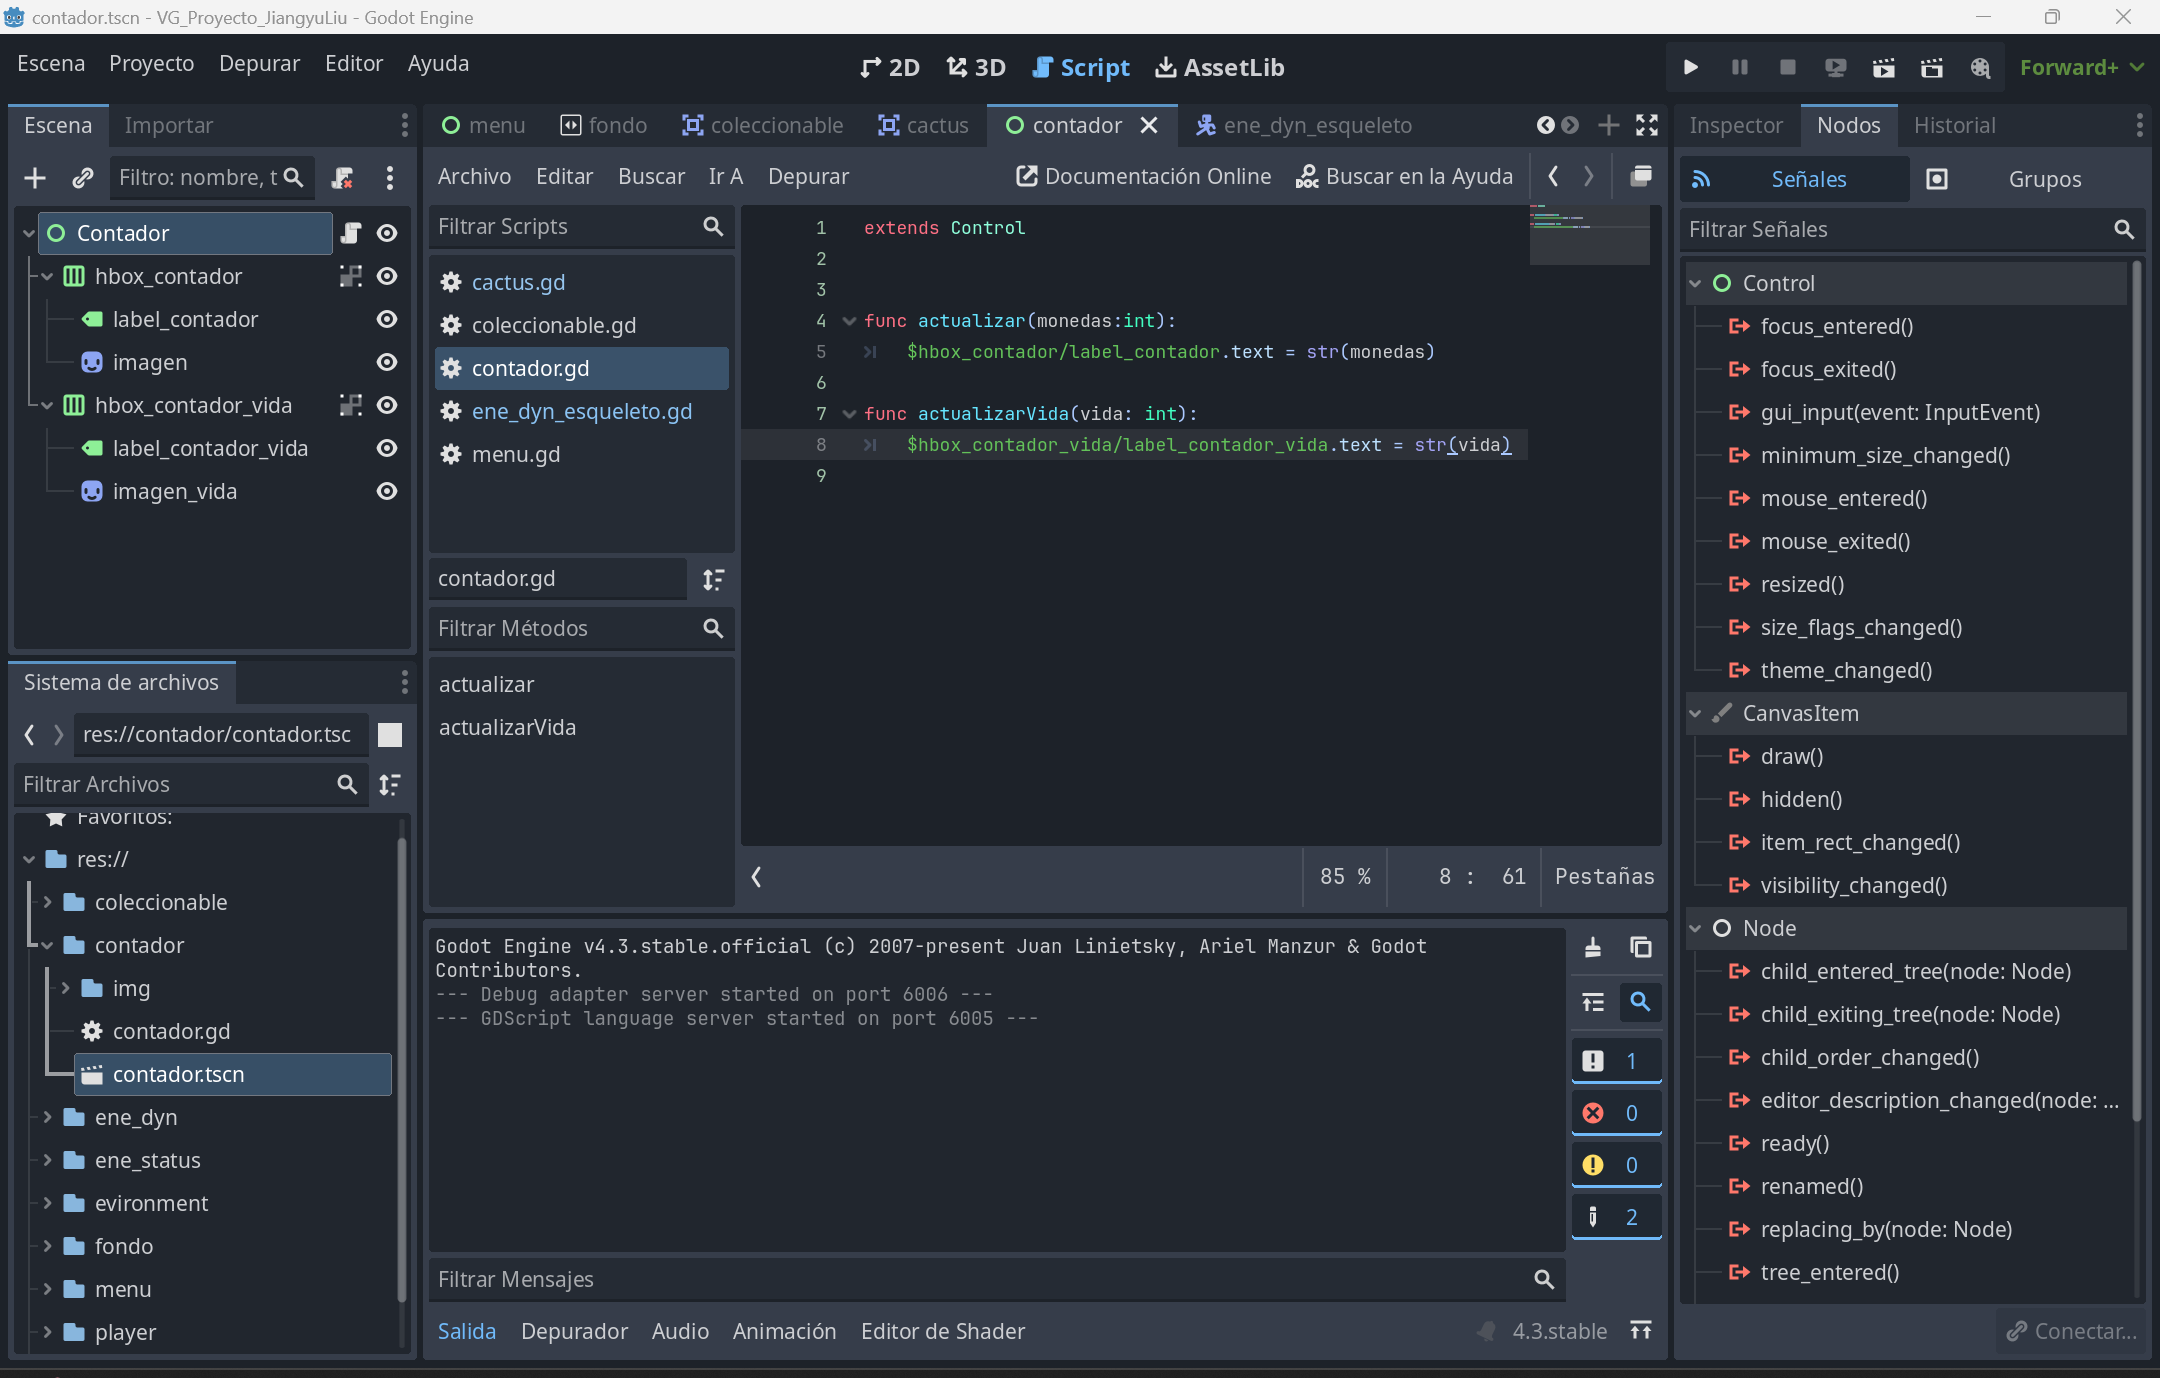 contador.tscn - VG_Proyecto_JiangyuLiu - Godot Engine
Escena Proyecto Depurar Editor Ayuda
2D 3D Script AssetLib
Forward+
Escena Importar
Filtro: nombre, t
Contador
hbox_contador
label_contador
imagen
hbox_contador_vida
label_contador_vida
imagen_vida
Sistema de archivos
res://contador/contador.tsc
Filtrar Archivos
Favoritos:
res://
coleccionable
contador
img
contador.gd
contador.tscn
ene_dyn
ene_status
evironment
fondo
menu
player
menu fondo coleccionable cactus contador ene_dyn_esqueleto
Archivo Editar Buscar Ir A Depurar Documentación Online Buscar en la Ayuda
Filtrar Scripts
cactus.gd
coleccionable.gd
contador.gd
ene_dyn_esqueleto.gd
menu.gd
contador.gd
Filtrar Métodos
actualizar
actualizarVida
1 extends Control
2
3
4 func actualizar(monedas:int):
5 $hbox_contador/label_contador.text = str(monedas)
6
7 func actualizarVida(vida: int):
8 $hbox_contador_vida/label_contador_vida.text = str(vida)
9
85 % 8 : 61 Pestañas
Godot Engine v4.3.stable.official (c) 2007-present Juan Linietsky, Ariel Manzur & Godot
Contributors.
--- Debug adapter server started on port 6006 ---
--- GDScript language server started on port 6005 ---
1
0
0
2
Filtrar Mensajes
Salida Depurador Audio Animación Editor de Shader 4.3.stable
Inspector Nodos Historial
Señales Grupos
Filtrar Señales
Control
focus_entered()
focus_exited()
gui_input(event: InputEvent)
minimum_size_changed()
mouse_entered()
mouse_exited()
resized()
size_flags_changed()
theme_changed()
CanvasItem
draw()
hidden()
item_rect_changed()
visibility_changed()
Node
child_entered_tree(node: Node)
child_exiting_tree(node: Node)
child_order_changed()
editor_description_changed(node: ...
ready()
renamed()
replacing_by(node: Node)
tree_entered()
Conectar...